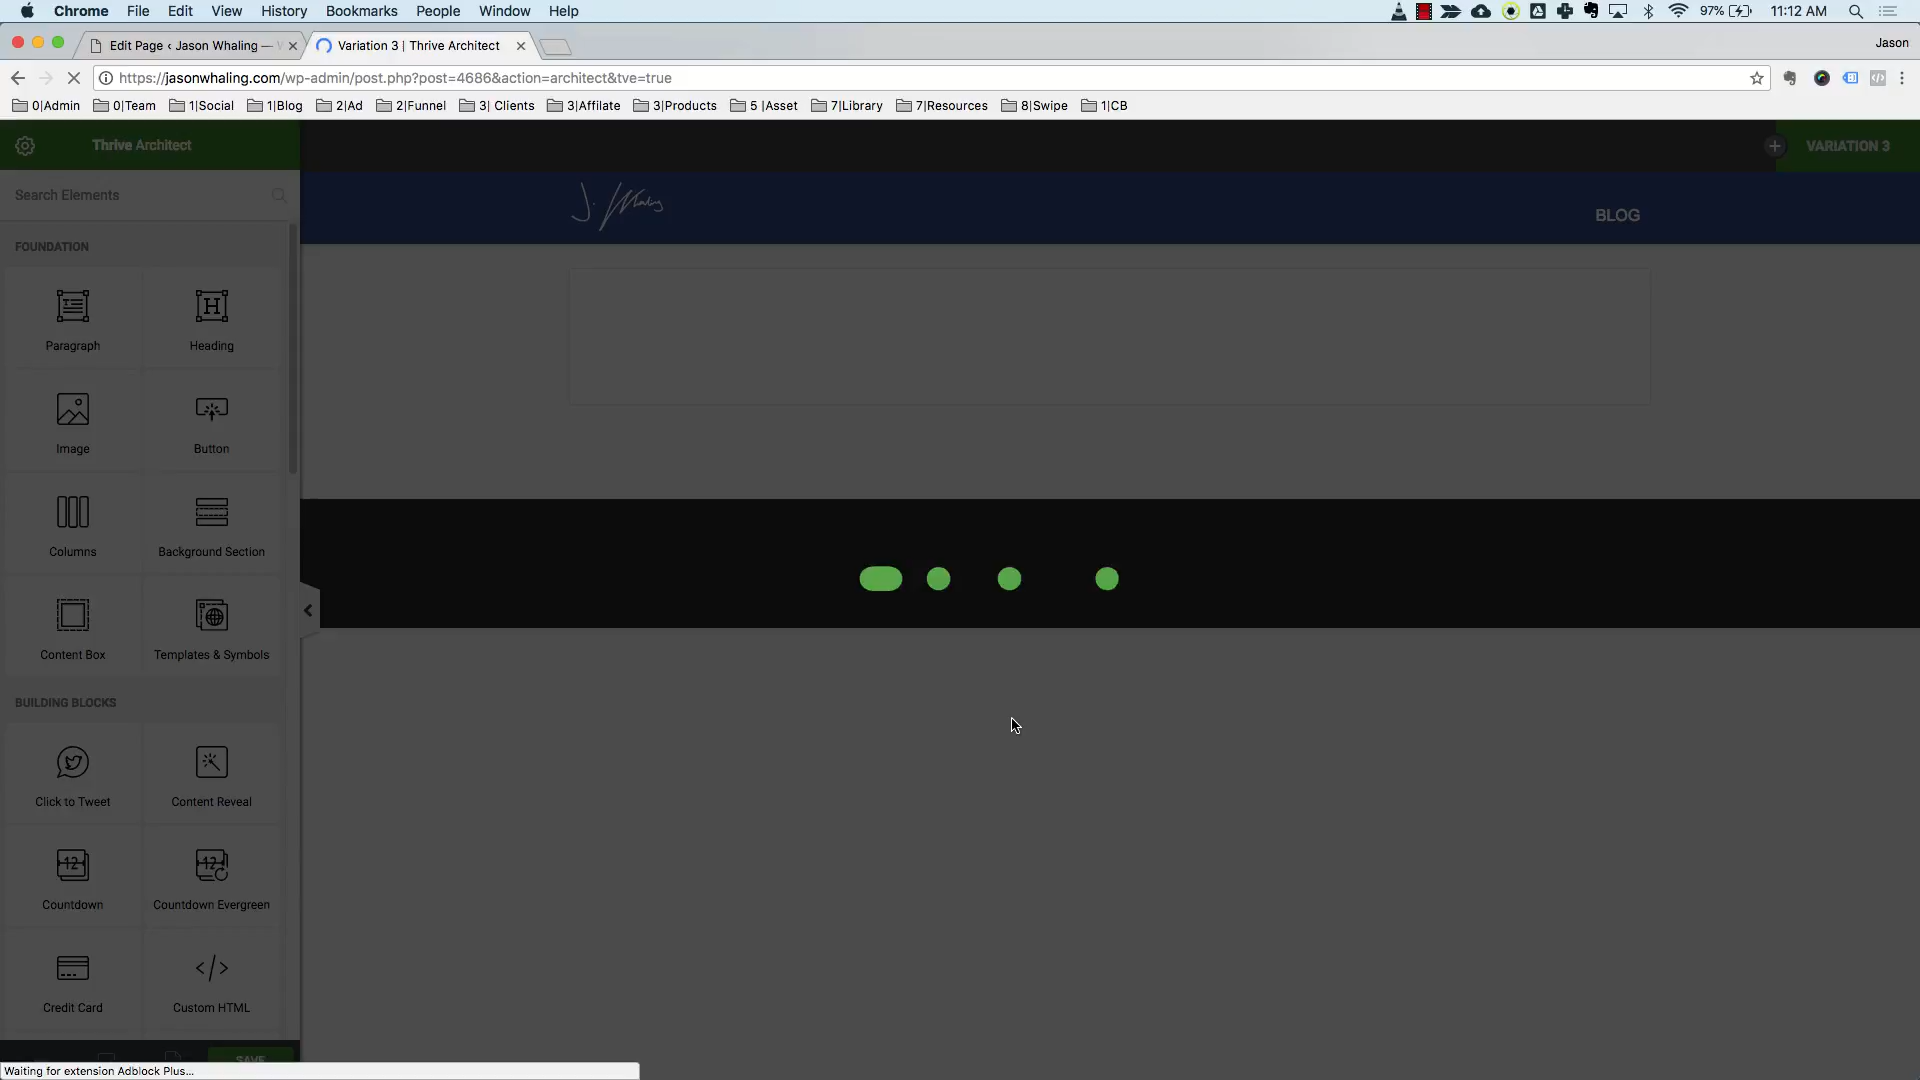 Chrome File Edit View History Bookmarks People Window Help 97% 11:12 AM
Edit Page ‹ Jason Whaling — Variation 3 | Thrive Architect Jason
https://jasonwhaling.com/wp-admin/post.php?post=4686&action=architect&tve=true
0|Admin 0|Team 1|Social 1|Blog 2|Ad 2|Funnel 3| Clients 3|Affilate 3|Products 5 |Asset 7|Library 7|Resources 8|Swipe 1|CB
Thrive Architect + VARIATION 3
Search Elements
J. Whaling
BLOG
FOUNDATION
Paragraph Heading
Image Button
Columns Background Section
Content Box Templates & Symbols
BUILDING BLOCKS
Click to Tweet Content Reveal
Countdown Countdown Evergreen
Credit Card Custom HTML
SAVE
Waiting for extension Adblock Plus...